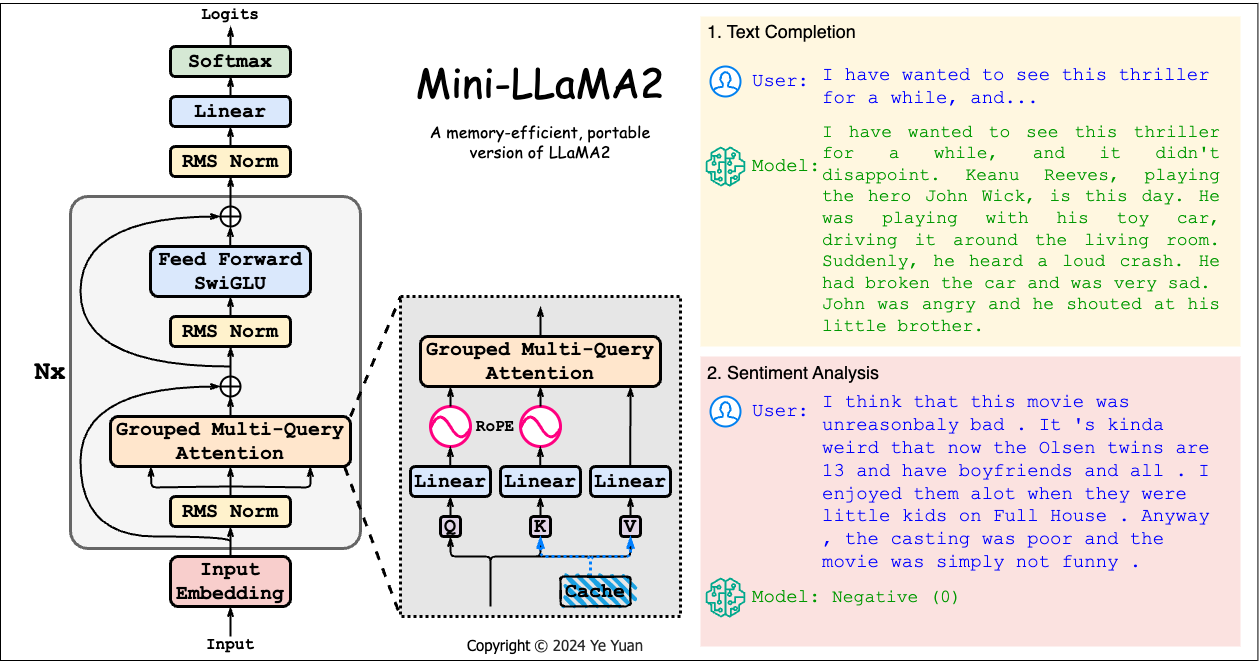 Logits
Softmax
Linear
RMS Norm
Feed Forward
SwiGLU
RMS Norm
Nx
Grouped Multi-Query
Attention
RMS Norm
Input
Embedding
Input
Mini-LLaMA2
A memory-efficient, portable
version of LLaMA2
Grouped Multi-Query
Attention
RoPE
Linear Linear Linear
Q K V
Cache
Copyright © 2024 Ye Yuan
1. Text Completion
User: I have wanted to see this thriller
for a while, and...
I have wanted to see this thriller
for a while, and it didn't
Model: disappoint. Keanu Reeves, playing
the hero John Wick, is this day. He
was playing with his toy car,
driving it around the living room.
Suddenly, he heard a loud crash. He
had broken the car and was very sad.
John was angry and he shouted at his
little brother.
2. Sentiment Analysis
User: I think that this movie was
unreasonbaly bad . It 's kinda
weird that now the Olsen twins are
13 and have boyfriends and all . I
enjoyed them alot when they were
little kids on Full House . Anyway
, the casting was poor and the
movie was simply not funny .
Model: Negative (0)